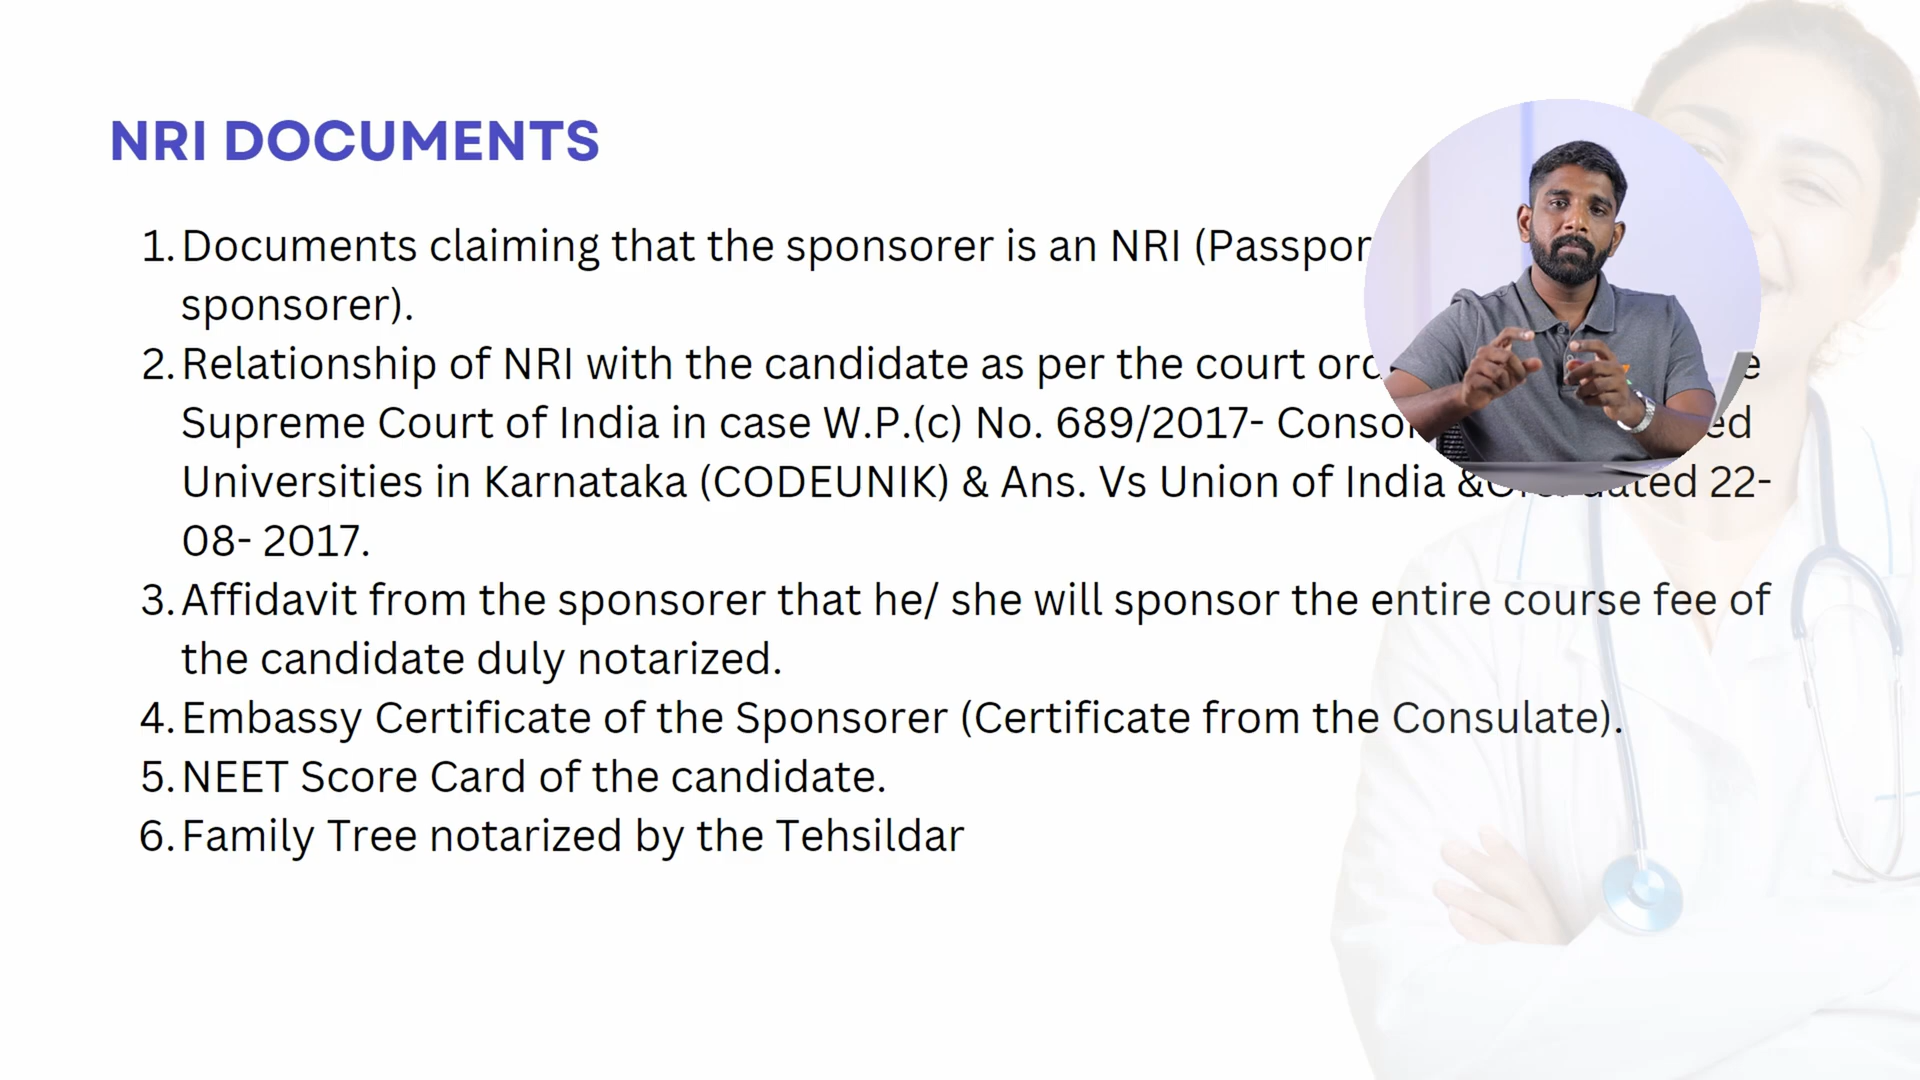 NRI DOCUMENTS
1. Documents claiming that the sponsorer is an NRI
sponsorer).
2. Relationship of NRI with the candidate as per the court
Supreme Court of India in case W.P.(c) No. 689/2017-
Universities in Karnataka (CODEUNIK) & Ans. Vs Union of India 22-
08- 2017.
3. Affidavit from the sponsorer that he/ she will sponsor the entire course fee of
the candidate duly notarized.
4. Embassy Certificate of the Sponsorer (Certificate from the Consulate).
5. NEET Score Card of the candidate.
6. Family Tree notarized by the Tehsildar